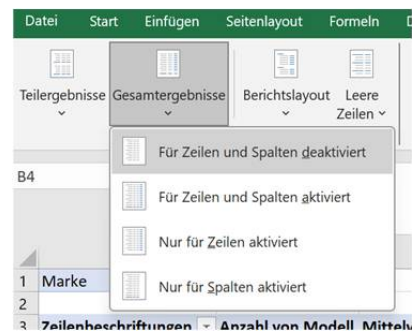 Datei Start Einfügen Seitenlayout Formeln
Teilergebnisse Gesamtergebnisse Berichtslayout Leere
Zeilen
Für Zeilen und Spalten deaktiviert
B4
Für Zeilen und Spalten aktiviert
Nur für Zeilen aktiviert
1 Marke
Nur für Spalten aktiviert
2
3 Zeilenbeschriftungen Anzahl von Modell